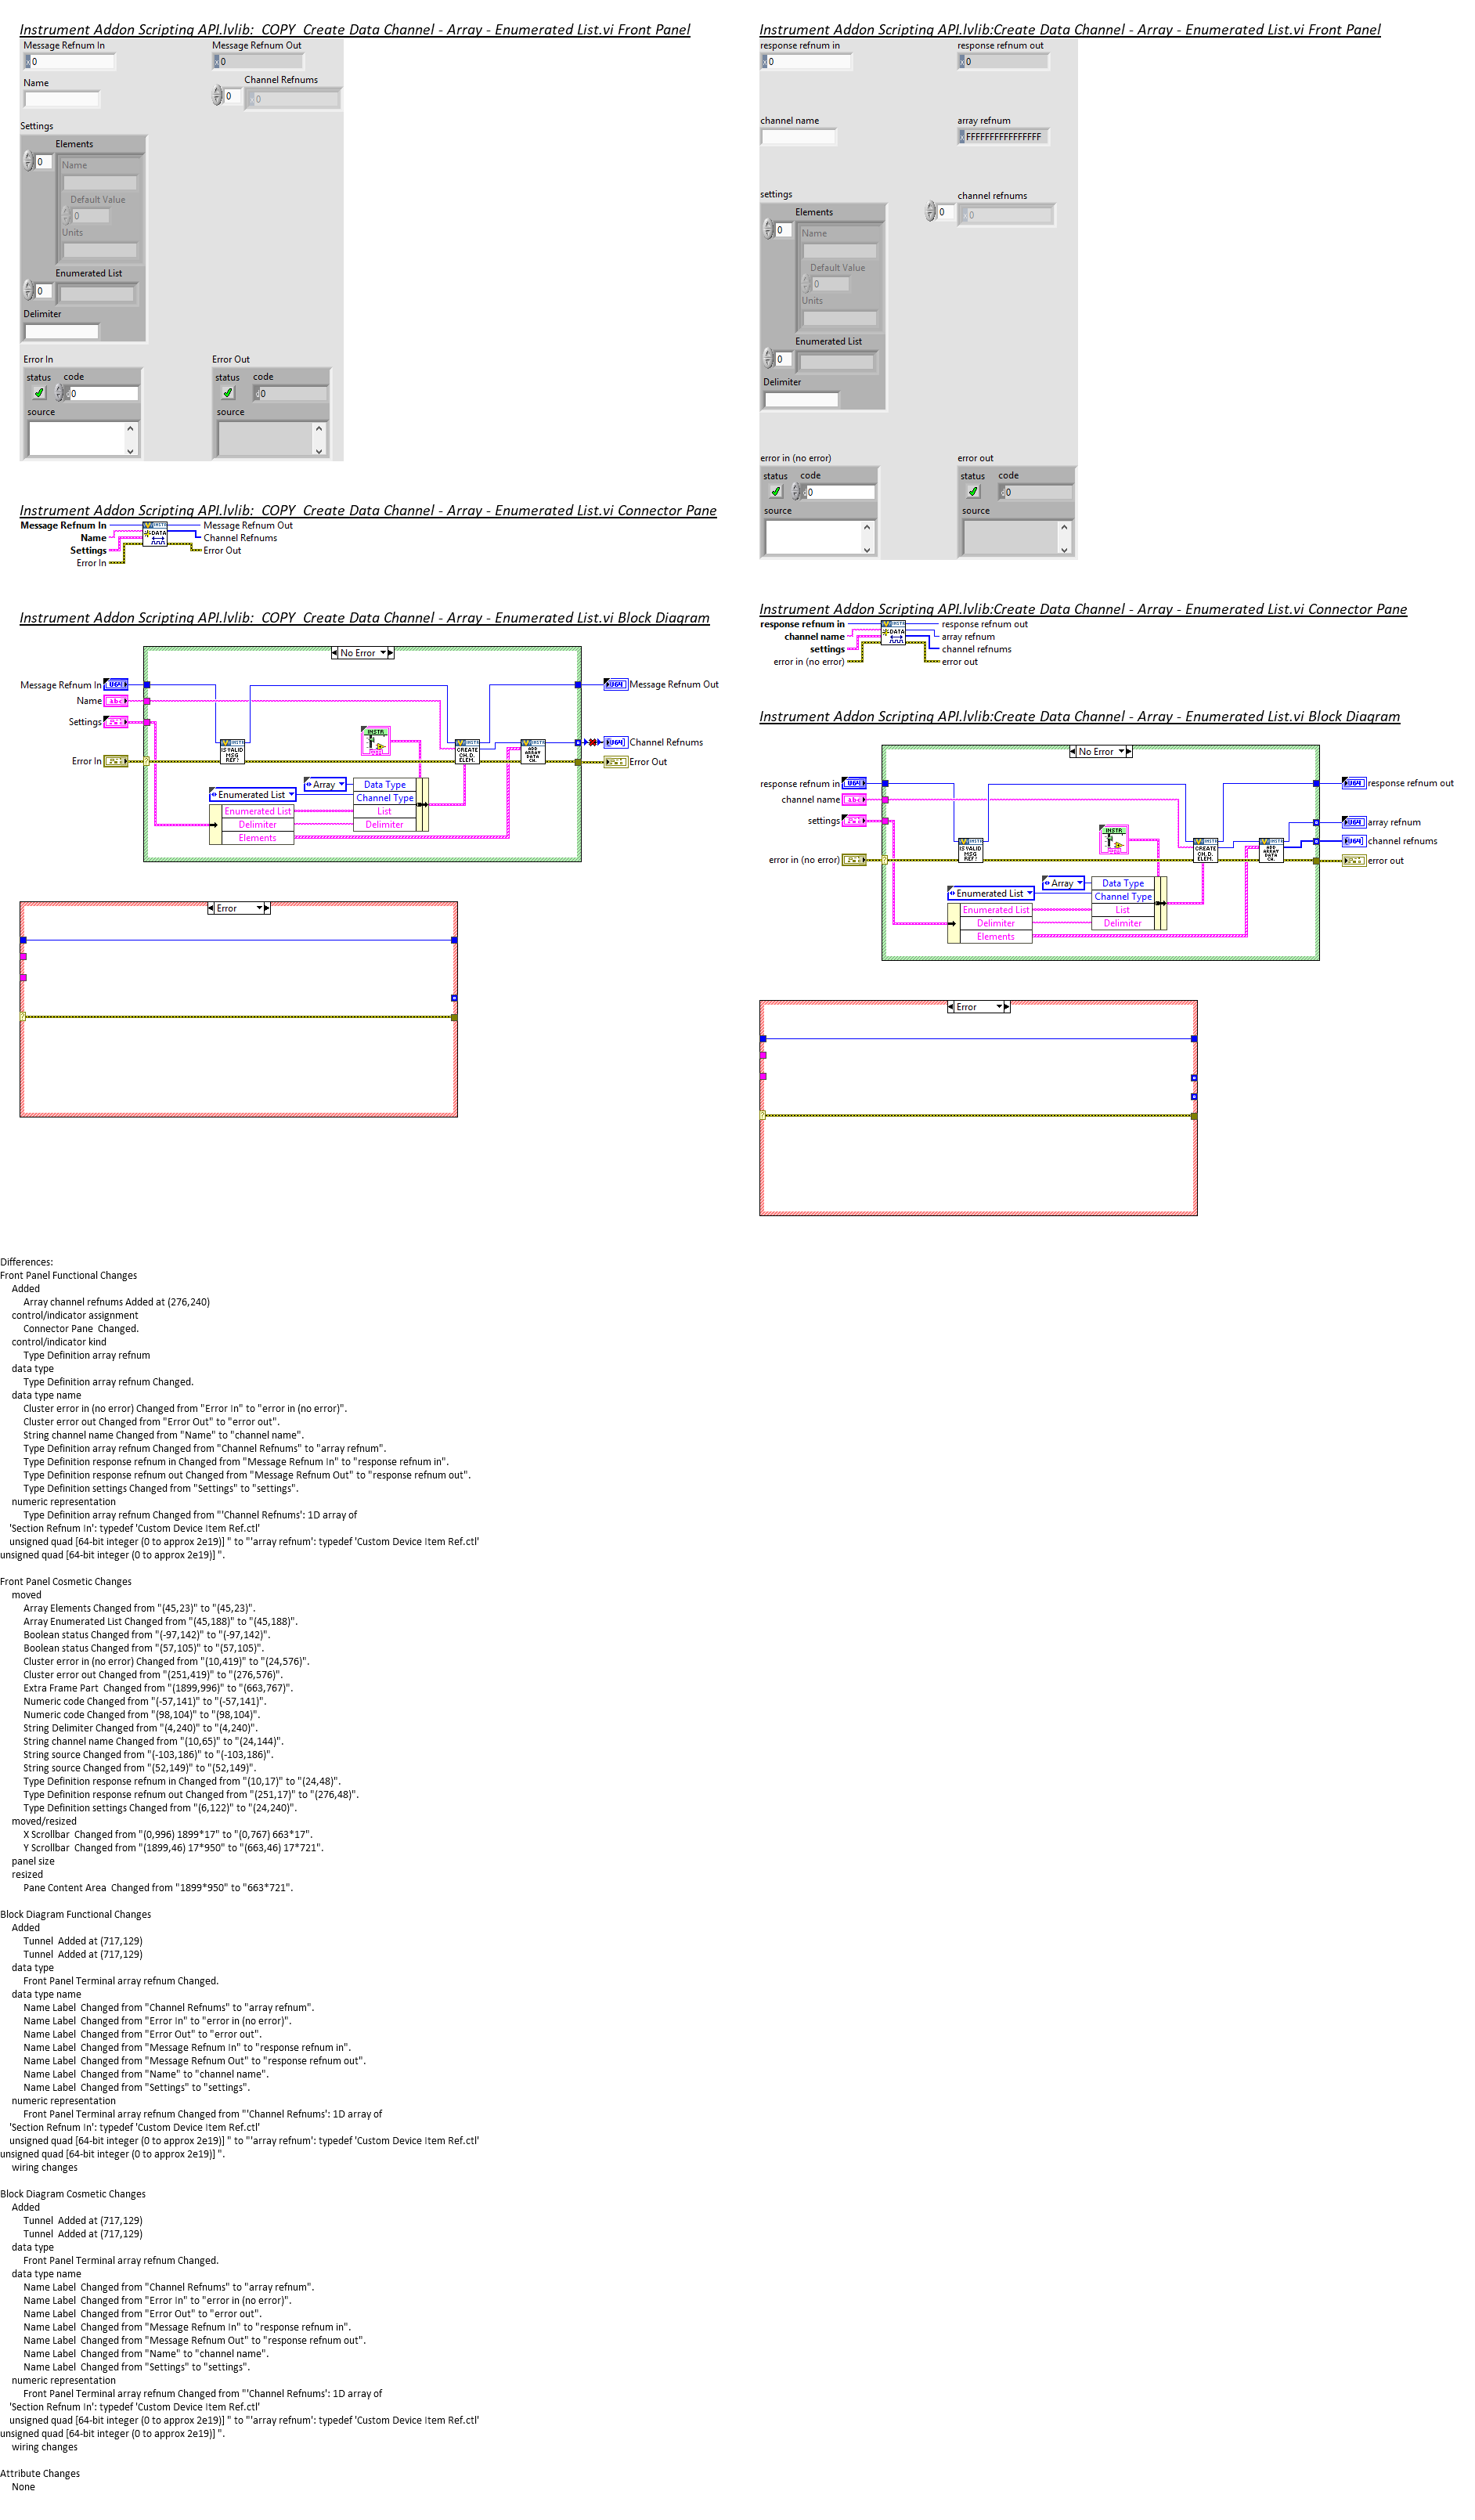 Instrument Addon Scripting API.lvlib:_COPY_Create Data Channel - Array - Enumerated List.vi Front Panel
Message Refnum In
Message Refnum Out
0
0
Name
Channel Refnums
0
0
Settings
Elements
0
Name
Default Value
0
Units
Enumerated List
0
Delimiter
Error In
Error Out
status
code
status
code
0
0
source
source
Instrument Addon Scripting API.lvlib:_COPY_Create Data Channel - Array - Enumerated List.vi Connector Pane
Message Refnum In
Message Refnum Out
Name
Channel Refnums
Settings
Error Out
Error In
Instrument Addon Scripting API.lvlib:_COPY_Create Data Channel - Array - Enumerated List.vi Block Diagram
No Error
Message Refnum In
Message Refnum Out
Name
Settings
Channel Refnums
Error In
Error Out
Array
Data Type
Enumerated List
Channel Type
Enumerated List
List
Delimiter
Delimiter
Elements
Error
Instrument Addon Scripting API.lvlib:Create Data Channel - Array - Enumerated List.vi Front Panel
response refnum in
response refnum out
0
0
channel name
array refnum
FFFFFFFFFFFFFFFF
settings
channel refnums
Elements
0
0
0
Name
Default Value
0
Units
Enumerated List
0
Delimiter
error in (no error)
error out
status
code
status
code
0
0
source
source
Instrument Addon Scripting API.lvlib:Create Data Channel - Array - Enumerated List.vi Connector Pane
response refnum in
response refnum out
channel name
array refnum
settings
channel refnums
error in (no error)
error out
Instrument Addon Scripting API.lvlib:Create Data Channel - Array - Enumerated List.vi Block Diagram
No Error
response refnum in
response refnum out
channel name
settings
array refnum
channel refnums
error in (no error)
error out
Array
Data Type
Enumerated List
Channel Type
Enumerated List
List
Delimiter
Delimiter
Elements
Error
Differences:
Front Panel Functional Changes
Added
Array channel refnums Added at (276,240)
control/indicator assignment
Connector Pane  Changed.
control/indicator kind
Type Definition array refnum
data type
Type Definition array refnum Changed.
data type name
Cluster error in (no error) Changed from "Error In" to "error in (no error)".
Cluster error out Changed from "Error Out" to "error out".
String channel name Changed from "Name" to "channel name".
Type Definition array refnum Changed from "Channel Refnums" to "array refnum".
Type Definition response refnum in Changed from "Message Refnum In" to "response refnum in".
Type Definition response refnum out Changed from "Message Refnum Out" to "response refnum out".
Type Definition settings Changed from "Settings" to "settings".
numeric representation
Type Definition array refnum Changed from "'Channel Refnums': 1D array of
'Section Refnum In': typedef 'Custom Device Item Ref.ctl'
unsigned quad [64-bit integer (0 to approx 2e19)] " to "'array refnum': typedef 'Custom Device Item Ref.ctl'
unsigned quad [64-bit integer (0 to approx 2e19)] ".
Front Panel Cosmetic Changes
moved
Array Elements Changed from "(45,23)" to "(45,23)".
Array Enumerated List Changed from "(45,188)" to "(45,188)".
Boolean status Changed from "(-97,142)" to "(-97,142)".
Boolean status Changed from "(57,105)" to "(57,105)".
Cluster error in (no error) Changed from "(10,419)" to "(24,576)".
Cluster error out Changed from "(251,419)" to "(276,576)".
Extra Frame Part  Changed from "(1899,996)" to "(663,767)".
Numeric code Changed from "(-57,141)" to "(-57,141)".
Numeric code Changed from "(98,104)" to "(98,104)".
String Delimiter Changed from "(4,240)" to "(4,240)".
String channel name Changed from "(10,65)" to "(24,144)".
String source Changed from "(-103,186)" to "(-103,186)".
String source Changed from "(52,149)" to "(52,149)".
Type Definition response refnum in Changed from "(10,17)" to "(24,48)".
Type Definition response refnum out Changed from "(251,17)" to "(276,48)".
Type Definition settings Changed from "(6,122)" to "(24,240)".
moved/resized
X Scrollbar  Changed from "(0,996) 1899*17" to "(0,767) 663*17".
Y Scrollbar  Changed from "(1899,46) 17*950" to "(663,46) 17*721".
panel size
resized
Pane Content Area  Changed from "1899*950" to "663*721".
Block Diagram Functional Changes
Added
Tunnel  Added at (717,129)
Tunnel  Added at (717,129)
data type
Front Panel Terminal array refnum Changed.
data type name
Name Label  Changed from "Channel Refnums" to "array refnum".
Name Label  Changed from "Error In" to "error in (no error)".
Name Label  Changed from "Error Out" to "error out".
Name Label  Changed from "Message Refnum In" to "response refnum in".
Name Label  Changed from "Message Refnum Out" to "response refnum out".
Name Label  Changed from "Name" to "channel name".
Name Label  Changed from "Settings" to "settings".
numeric representation
Front Panel Terminal array refnum Changed from "'Channel Refnums': 1D array of
'Section Refnum In': typedef 'Custom Device Item Ref.ctl'
unsigned quad [64-bit integer (0 to approx 2e19)] " to "'array refnum': typedef 'Custom Device Item Ref.ctl'
unsigned quad [64-bit integer (0 to approx 2e19)] ".
wiring changes
Block Diagram Cosmetic Changes
Added
Tunnel  Added at (717,129)
Tunnel  Added at (717,129)
data type
Front Panel Terminal array refnum Changed.
data type name
Name Label  Changed from "Channel Refnums" to "array refnum".
Name Label  Changed from "Error In" to "error in (no error)".
Name Label  Changed from "Error Out" to "error out".
Name Label  Changed from "Message Refnum In" to "response refnum in".
Name Label  Changed from "Message Refnum Out" to "response refnum out".
Name Label  Changed from "Name" to "channel name".
Name Label  Changed from "Settings" to "settings".
numeric representation
Front Panel Terminal array refnum Changed from "'Channel Refnums': 1D array of
'Section Refnum In': typedef 'Custom Device Item Ref.ctl'
unsigned quad [64-bit integer (0 to approx 2e19)] " to "'array refnum': typedef 'Custom Device Item Ref.ctl'
unsigned quad [64-bit integer (0 to approx 2e19)] ".
wiring changes
Attribute Changes
None